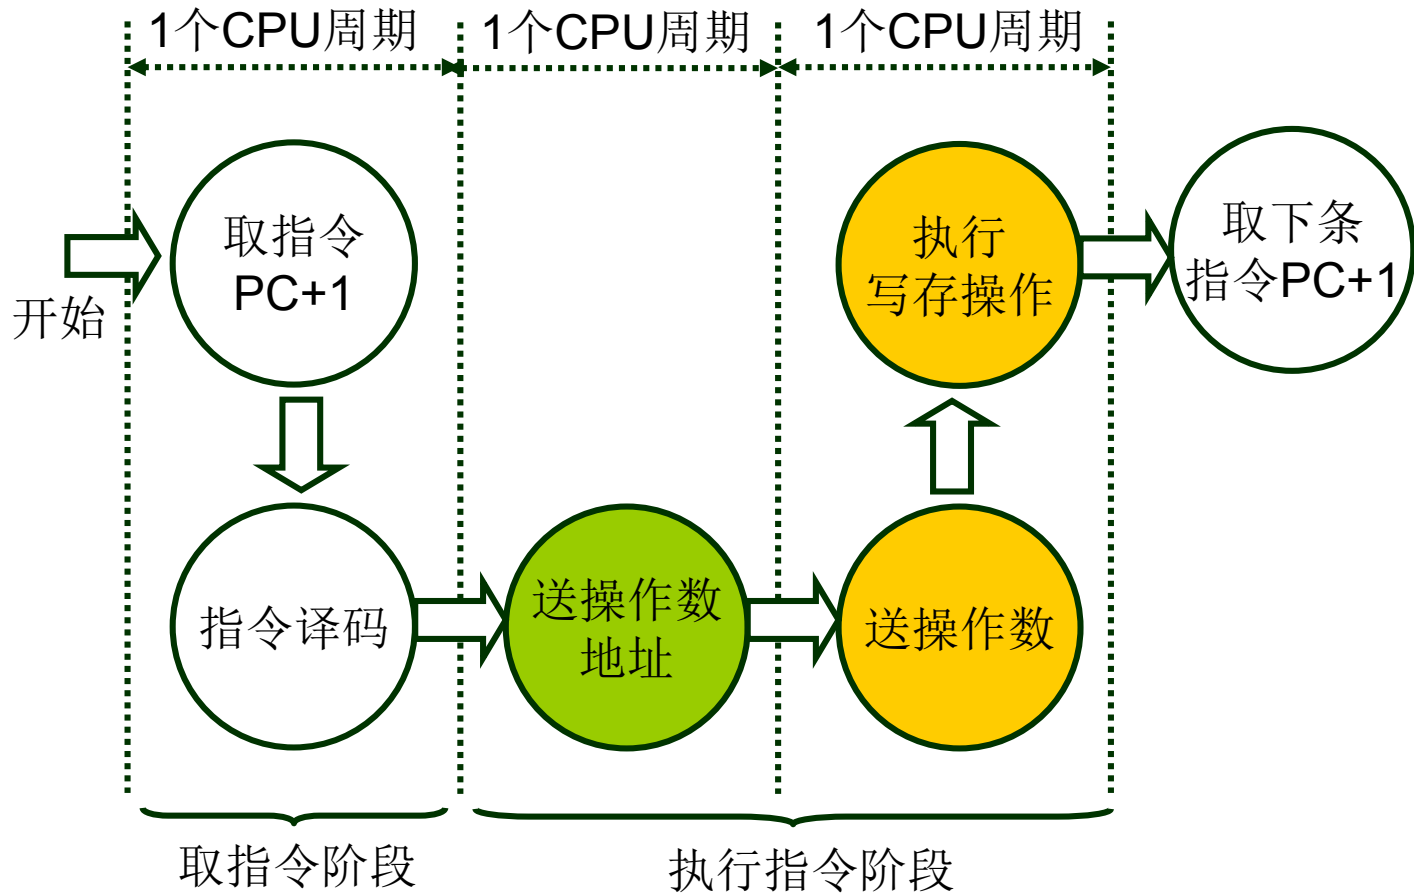 1个CPU周期
1个CPU周期
1个CPU周期
开始
取指令
PC+1
执行
写存操作
取下条
指令PC+1
指令译码
送操作数
地址
送操作数
取指令阶段
执行指令阶段